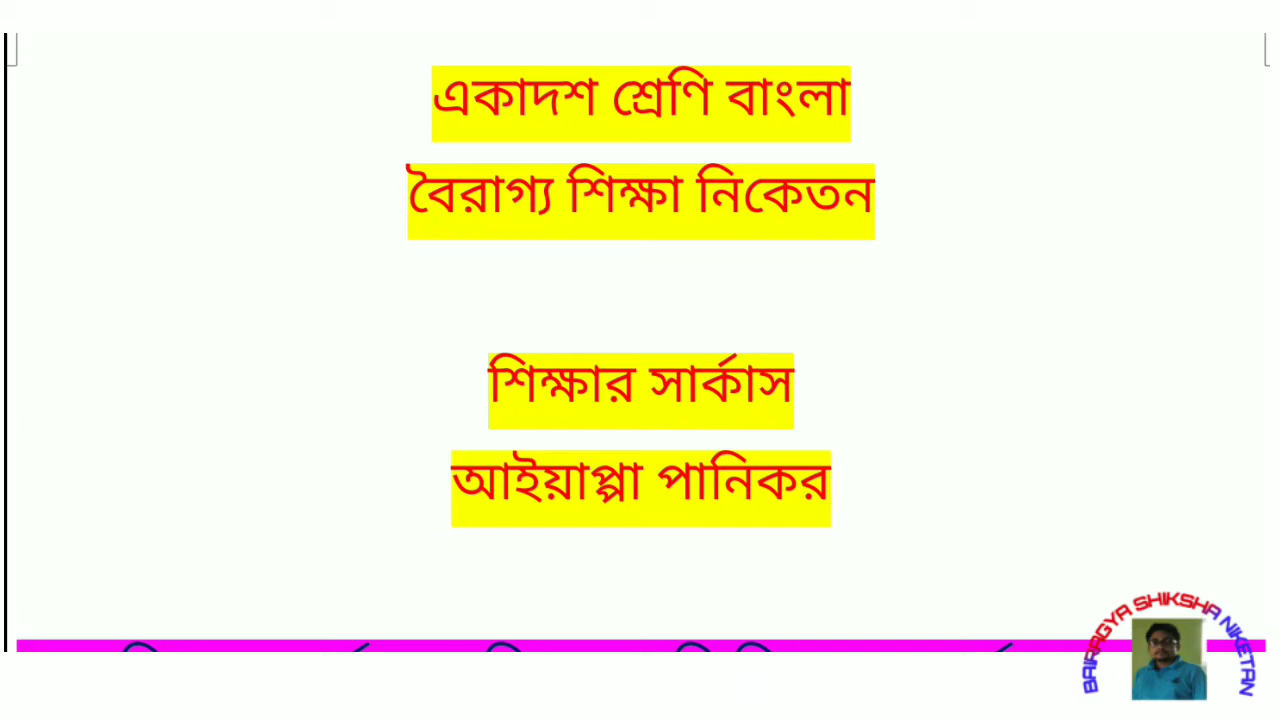 একাদশ শ্রেণি বাংলা
বৈরাগ্য শিক্ষা নিকেতন
শিক্ষার সার্কাস
আইয়াপ্পা পানিকর
BAIRAGYA SHIKSHA NIKETAN